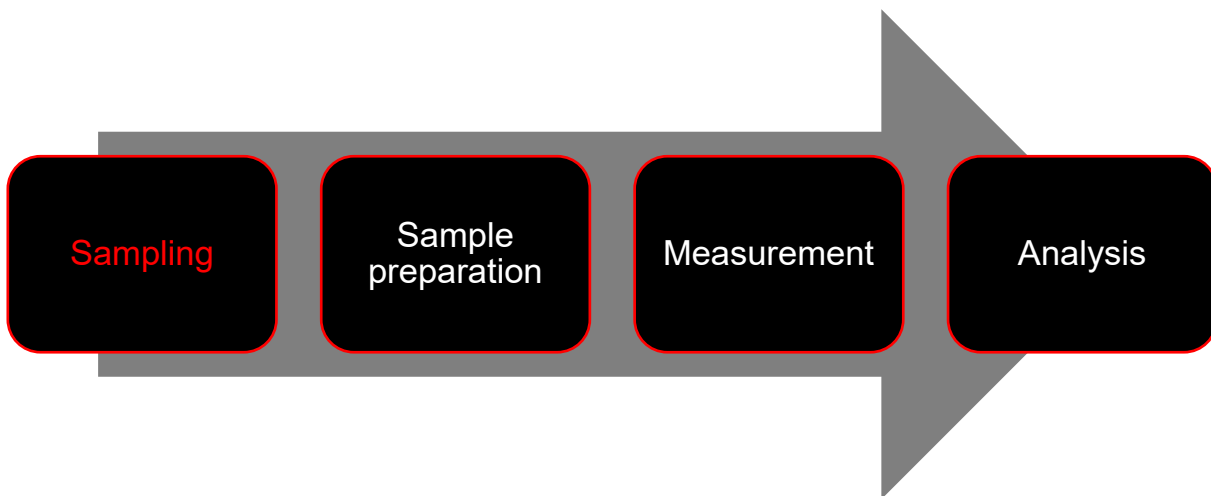 Sampling
Sample
preparation
Measurement
Analysis